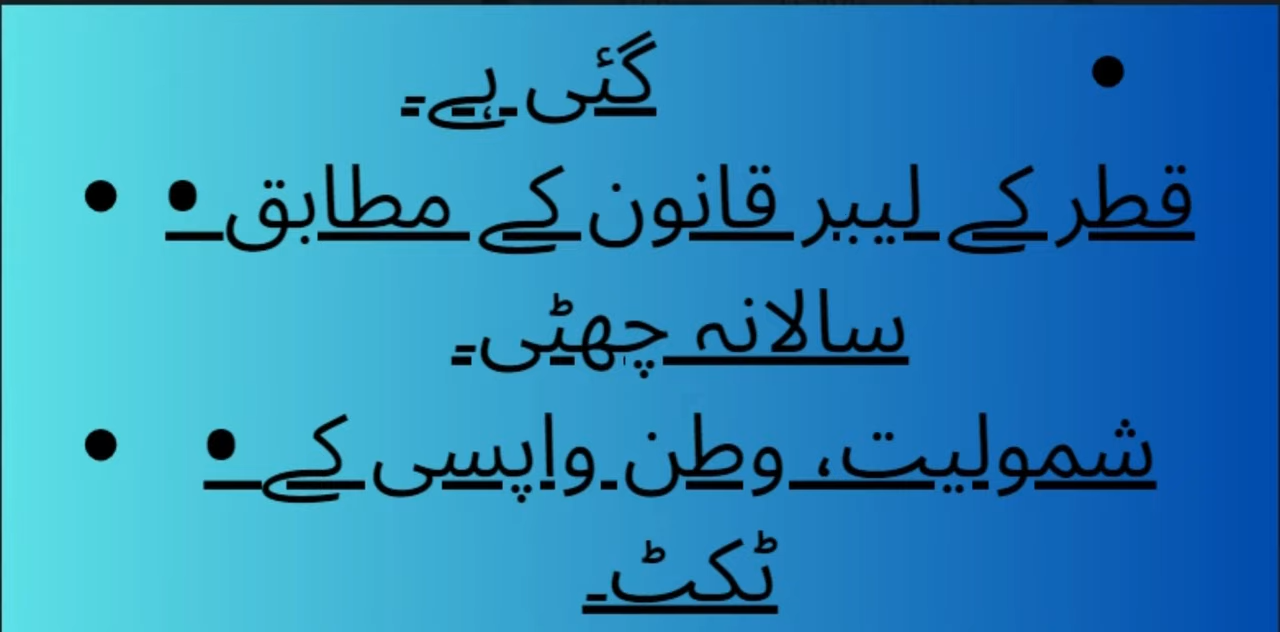 • گئی ہے۔
قطر کے لیبر قانون کے مطابق • •
سالانہ چھٹی۔
شمولیت، وطن واپسی کے • •
ٹکٹ۔